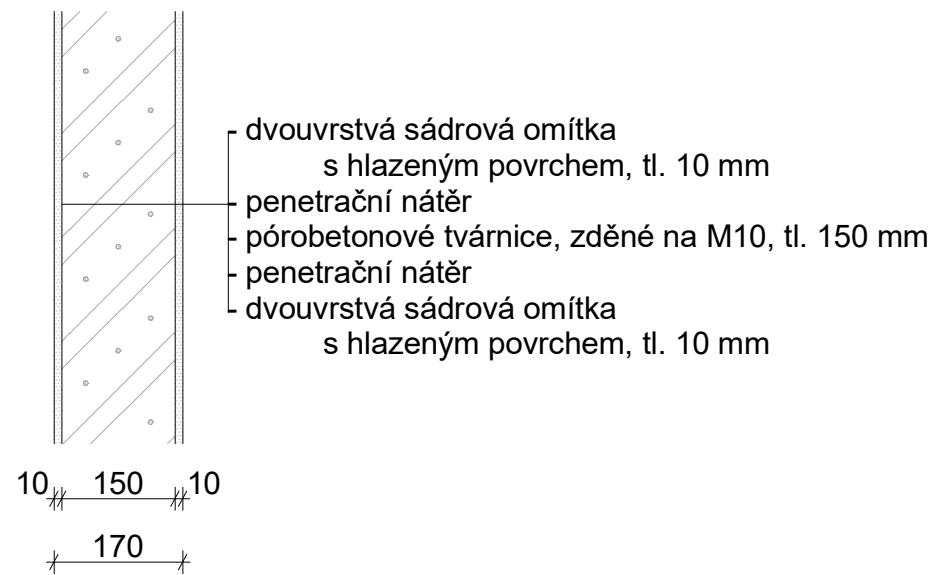 - dvouvrstvá sádrová omítka
s hlazeným povrchem, tl. 10 mm
- penetrační nátěr
- pórobetonové tvárnice, zděné na M10, tl. 150 mm
- penetrační nátěr
- dvouvrstvá sádrová omítka
s hlazeným povrchem, tl. 10 mm
10 150 10
170